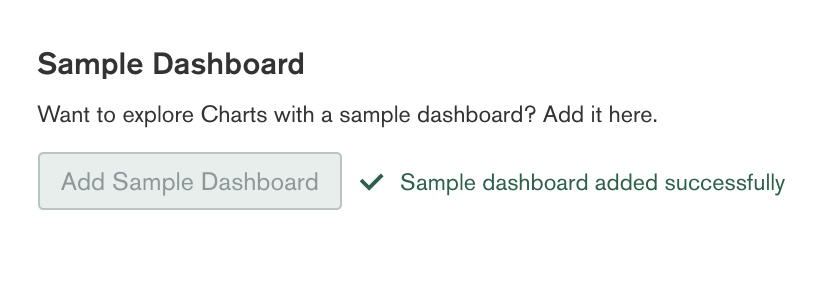 Sample Dashboard
Want to explore Charts with a sample dashboard? Add it here.
Add Sample Dashboard
Sample dashboard added successfully